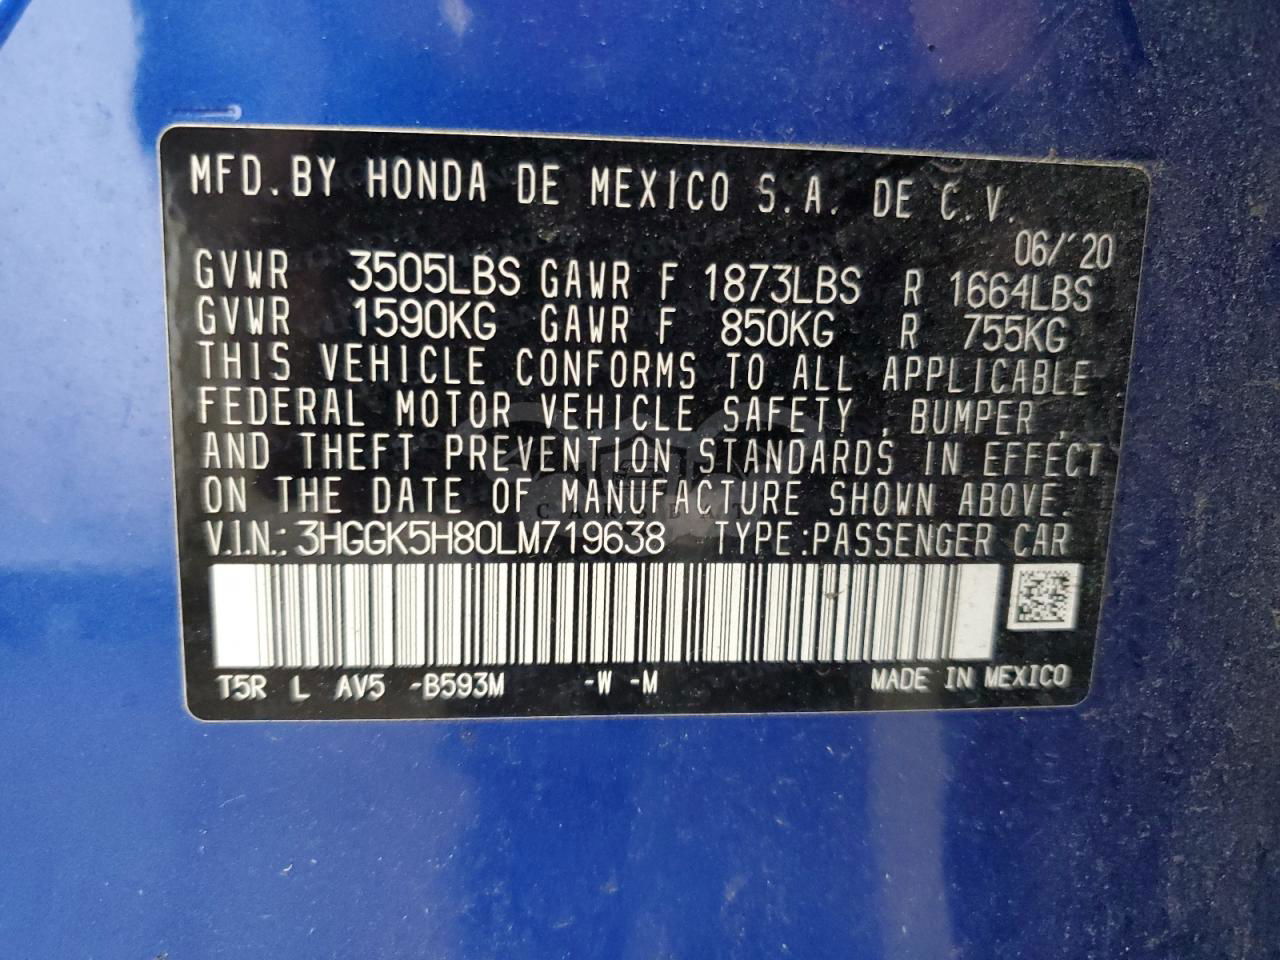 MFD.BY HONDA DE MEXICO S.A. DE C.V.
06/'20
GVWR 3505LBS GAWR F 1873LBS R 1664LBS
GVWR 1590KG GAWR F 850KG R 755KG
THIS VEHICLE CONFORMS TO ALL APPLICABLE
FEDERAL MOTOR VEHICLE SAFETY , BUMPER ,
AND THEFT PREVENTION STANDARDS IN EFFECT
ON THE DATE OF MANUFACTURE SHOWN ABOVE.
V.I.N.: 3HGGK5H80LM719638 TYPE:PASSENGER CAR
T5R L AV5 -B593M -W -M MADE IN MEXICO